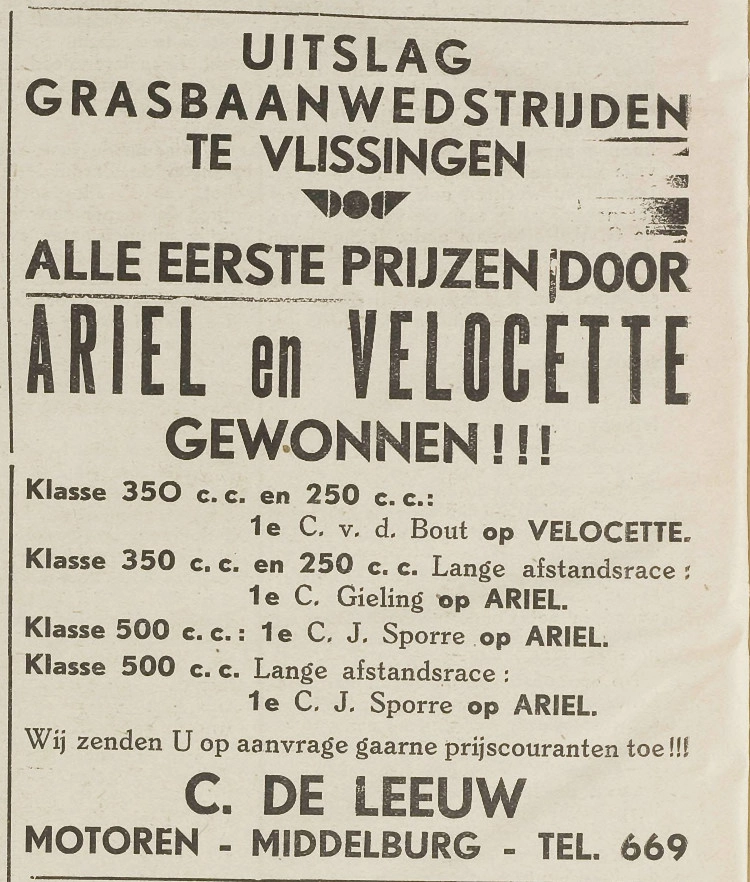 UITSLAG
GRASBAANWEDSTRIJDEN
TE VLISSINGEN
ALLE EERSTE PRIJZEN DOOR
ARIEL en VELOCETTE
GEWONNEN!!!
Klasse 350 c.c. en 250 c.c.:
1e C. v. d. Bout op VELOCETTE.
Klasse 350 c.c. en 250 c.c. Lange afstandsrace:
1e C. Gieling op ARIEL.
Klasse 500 c.c.: 1e C. J. Sporre op ARIEL.
Klasse 500 c.c. Lange afstandsrace:
1e C. J. Sporre op ARIEL.
Wij zenden U op aanvrage gaarne prijscouranten toe!!!
C. DE LEEUW
MOTOREN - MIDDELBURG - TEL. 669